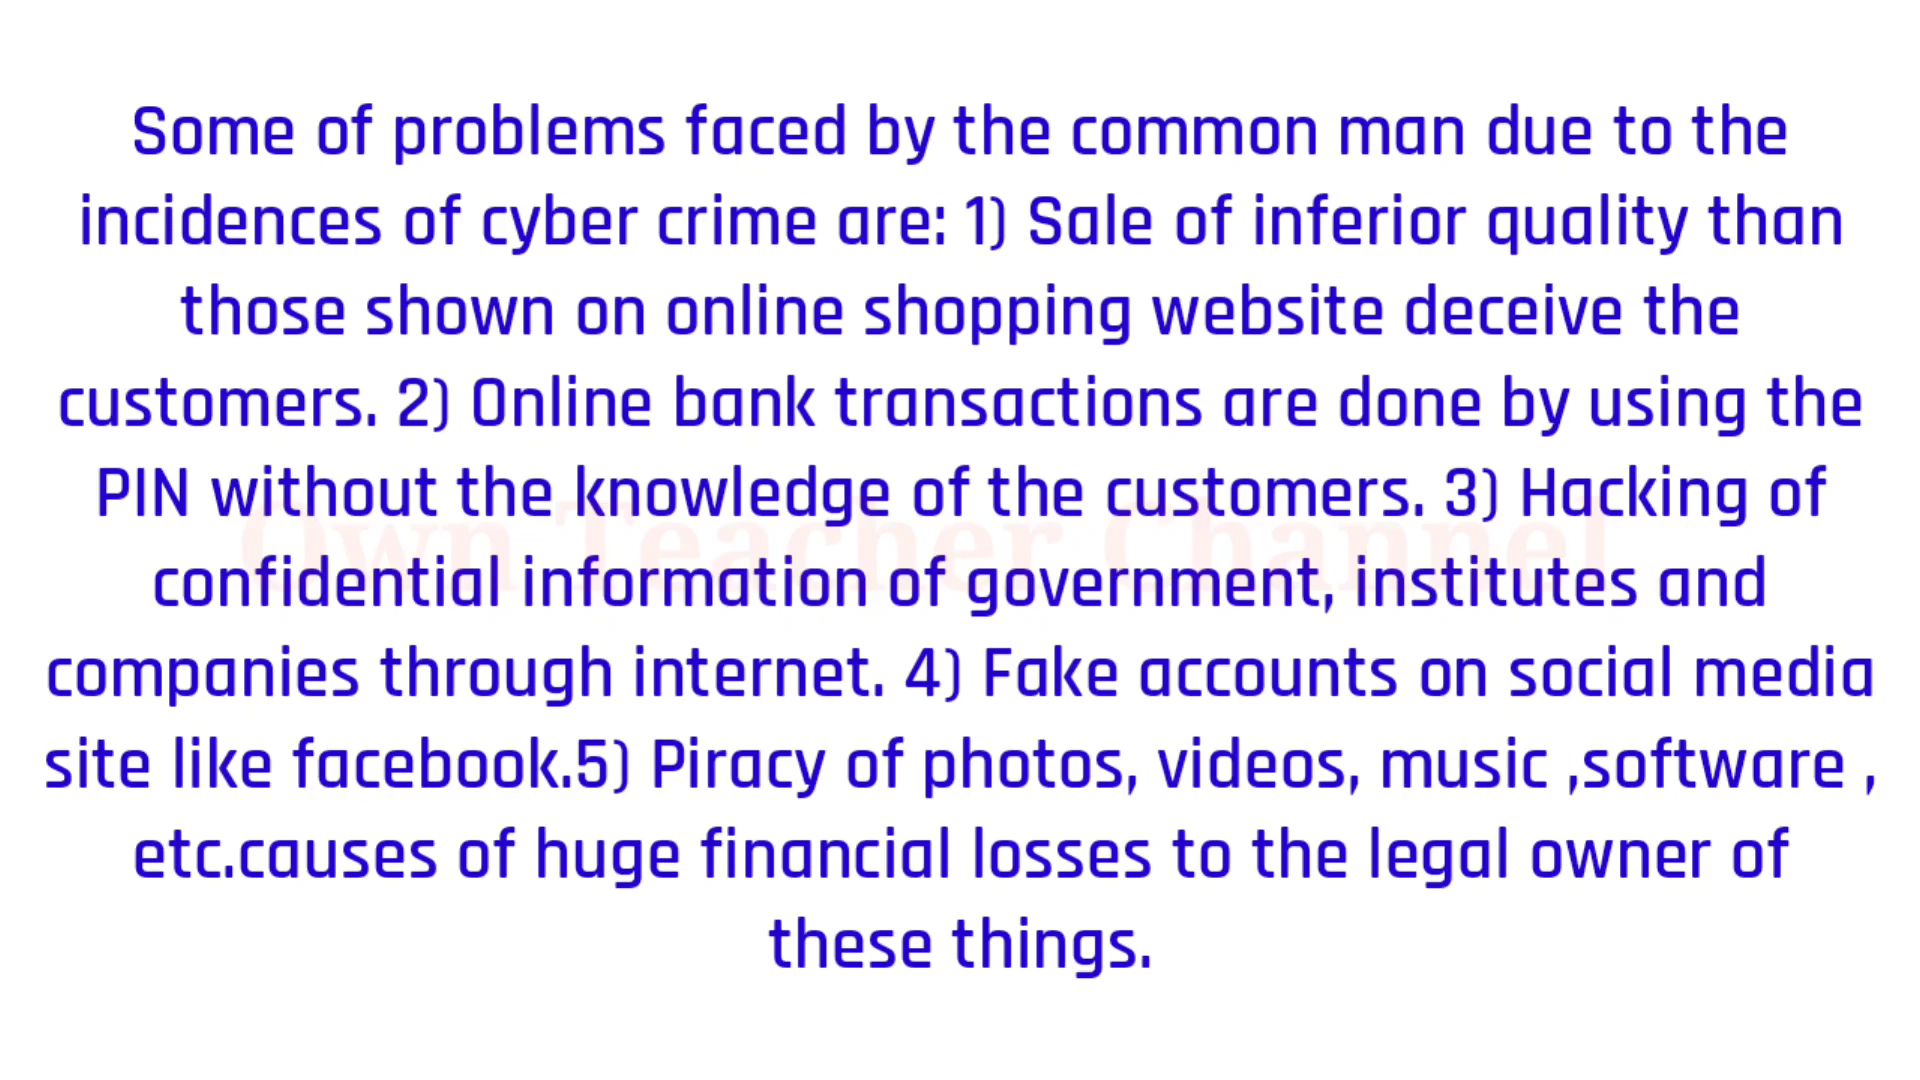 Some of problems faced by the common man due to the
incidences of cyber crime are: 1) Sale of inferior quality than
those shown on online shopping website deceive the
customers. 2) Online bank transactions are done by using the
PIN without the knowledge of the customers. 3) Hacking of
Own Teacher Channel
confidential information of government, institutes and
companies through internet. 4) Fake accounts on social media
site like facebook.5) Piracy of photos, videos, music ,software ,
etc.causes of huge financial losses to the legal owner of
these things.